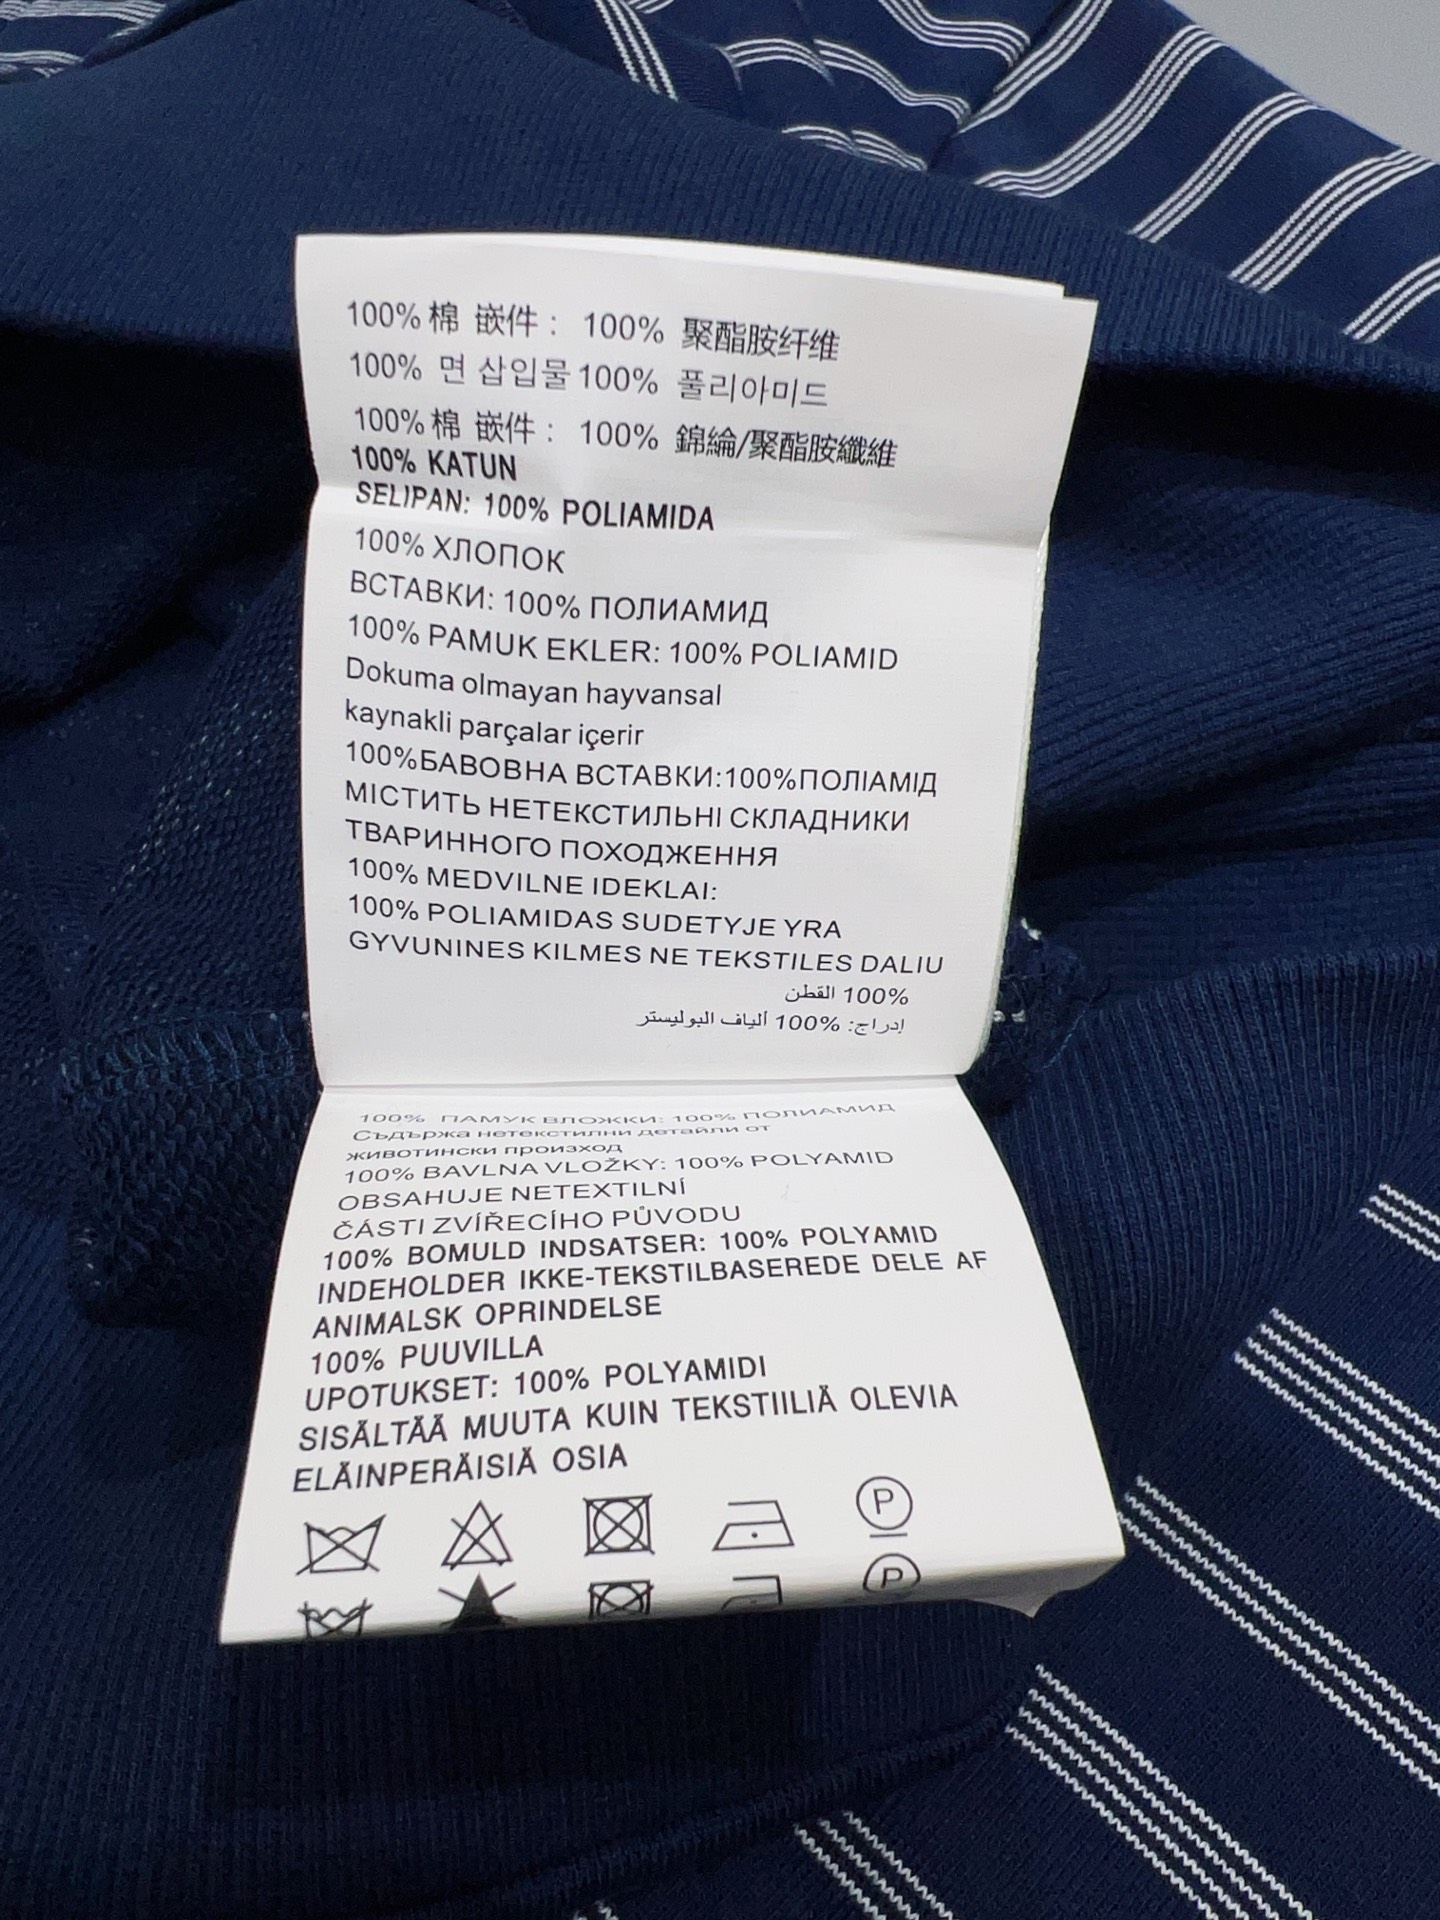 100%棉 嵌件： 100% 聚酯胺纤维
100% 면 삽입물 100% 폴리아미드
100%棉 嵌件： 100% 錦綸/聚酯胺纖維
100% KATUN
SELIPAN: 100% POLIAMIDA
100% ХЛОПОК
ВСТАВКИ: 100% ПОЛИАМИД
100% PAMUK EKLER: 100% POLIAMID
Dokuma olmayan hayvansal
kaynakli parçalar içerir
100%БАВОВНА ВСТАВКИ:100%ПОЛІАМІД
МІСТИТЬ НЕТЕКСТИЛЬНІ СКЛАДНИКИ
ТВАРИННОГО ПОХОДЖЕННЯ
100% MEDVILNE IDEKLAI:
100% POLIAMIDAS SUDETYJE YRA
GYVUNINES KILMES NE TEKSTILES DALIU
100% القطن
إدراج: 100% ألياف البوليستر
100% ПАМУК ВЛОЖКИ: 100% ПОЛИАМИД
Съдържа нетекстилни детайли от
животински произход
100% BAVLNA VLOŽKY: 100% POLYAMID
OBSAHUJE NETEXTILNÍ
ČÁSTI ZVÍŘECÍHO PŮVODU
100% BOMULD INDSATSER: 100% POLYAMID
INDEHOLDER IKKE-TEKSTILBASEREDE DELE AF
ANIMALSK OPRINDELSE
100% PUUVILLA
UPOTUKSET: 100% POLYAMIDI
SISÄLTÄÄ MUUTA KUIN TEKSTIILIÄ OLEVIA
ELÄINPERÄISIÄ OSIA
P
P